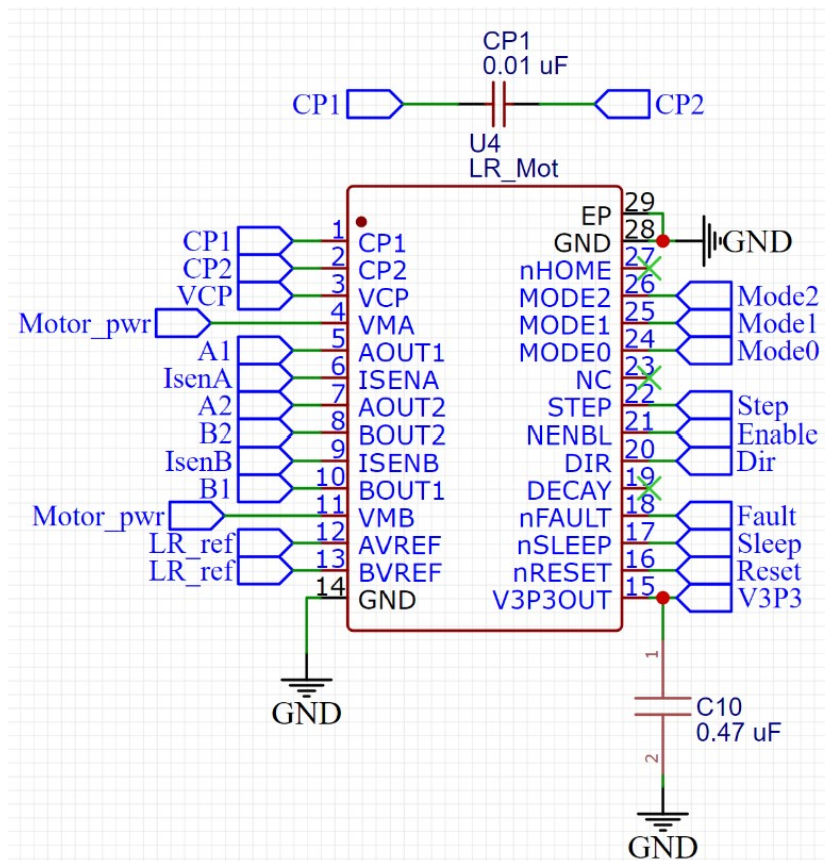 CP1
0.01 uF
CP1
CP2
U4
LR_Mot
CP1 1 CP1
CP2 2 CP2
VCP 3 VCP
Motor_pwr 4 VMA
A1 5 AOUT1
IsenA 6 ISENA
A2 7 AOUT2
B2 8 BOUT2
IsenB 9 ISENB
B1 10 BOUT1
Motor_pwr 11 VMB
LR_ref 12 AVREF
LR_ref 13 BVREF
14 GND
GND
EP 29
GND 28 GND
nHOME 27
MODE2 26 Mode2
MODE1 25 Mode1
MODE0 24 Mode0
NC 23
STEP 22 Step
NENBL 21 Enable
DIR 20 Dir
DECAY 19
nFAULT 18 Fault
nSLEEP 17 Sleep
nRESET 16 Reset
V3P3OUT 15 V3P3
1
C10
0.47 uF
2
GND